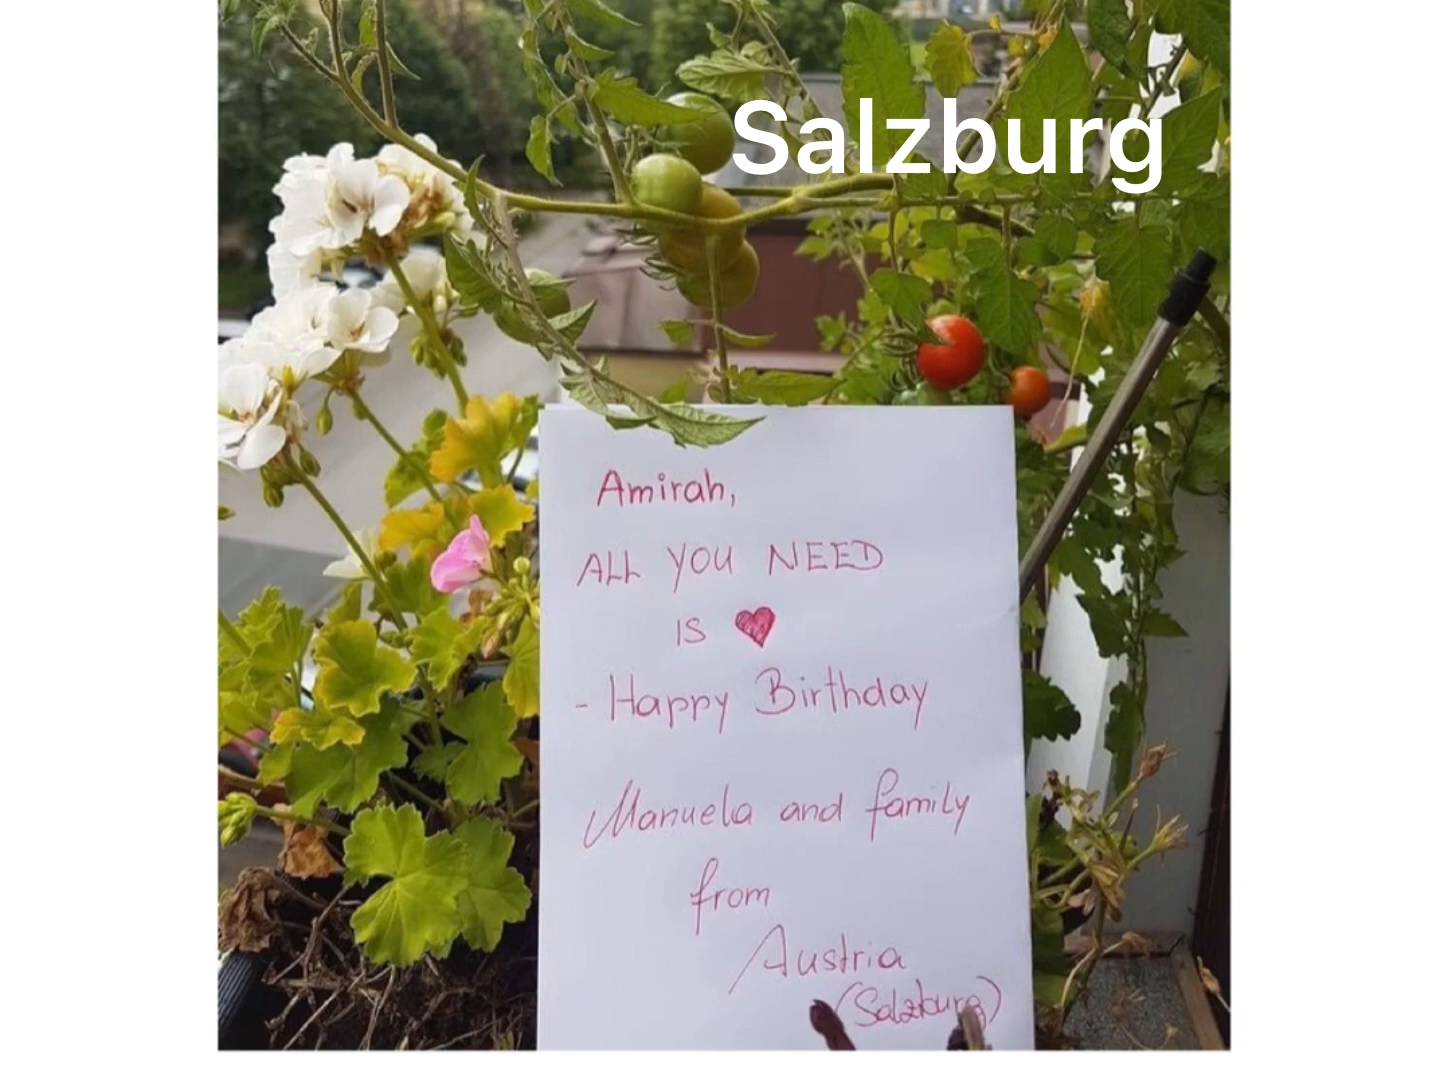 Salzburg
Amirah,
ALL YOU NEED
IS ♥
- Happy Birthday
Manuela and family
from
Austria
(Salzburg)